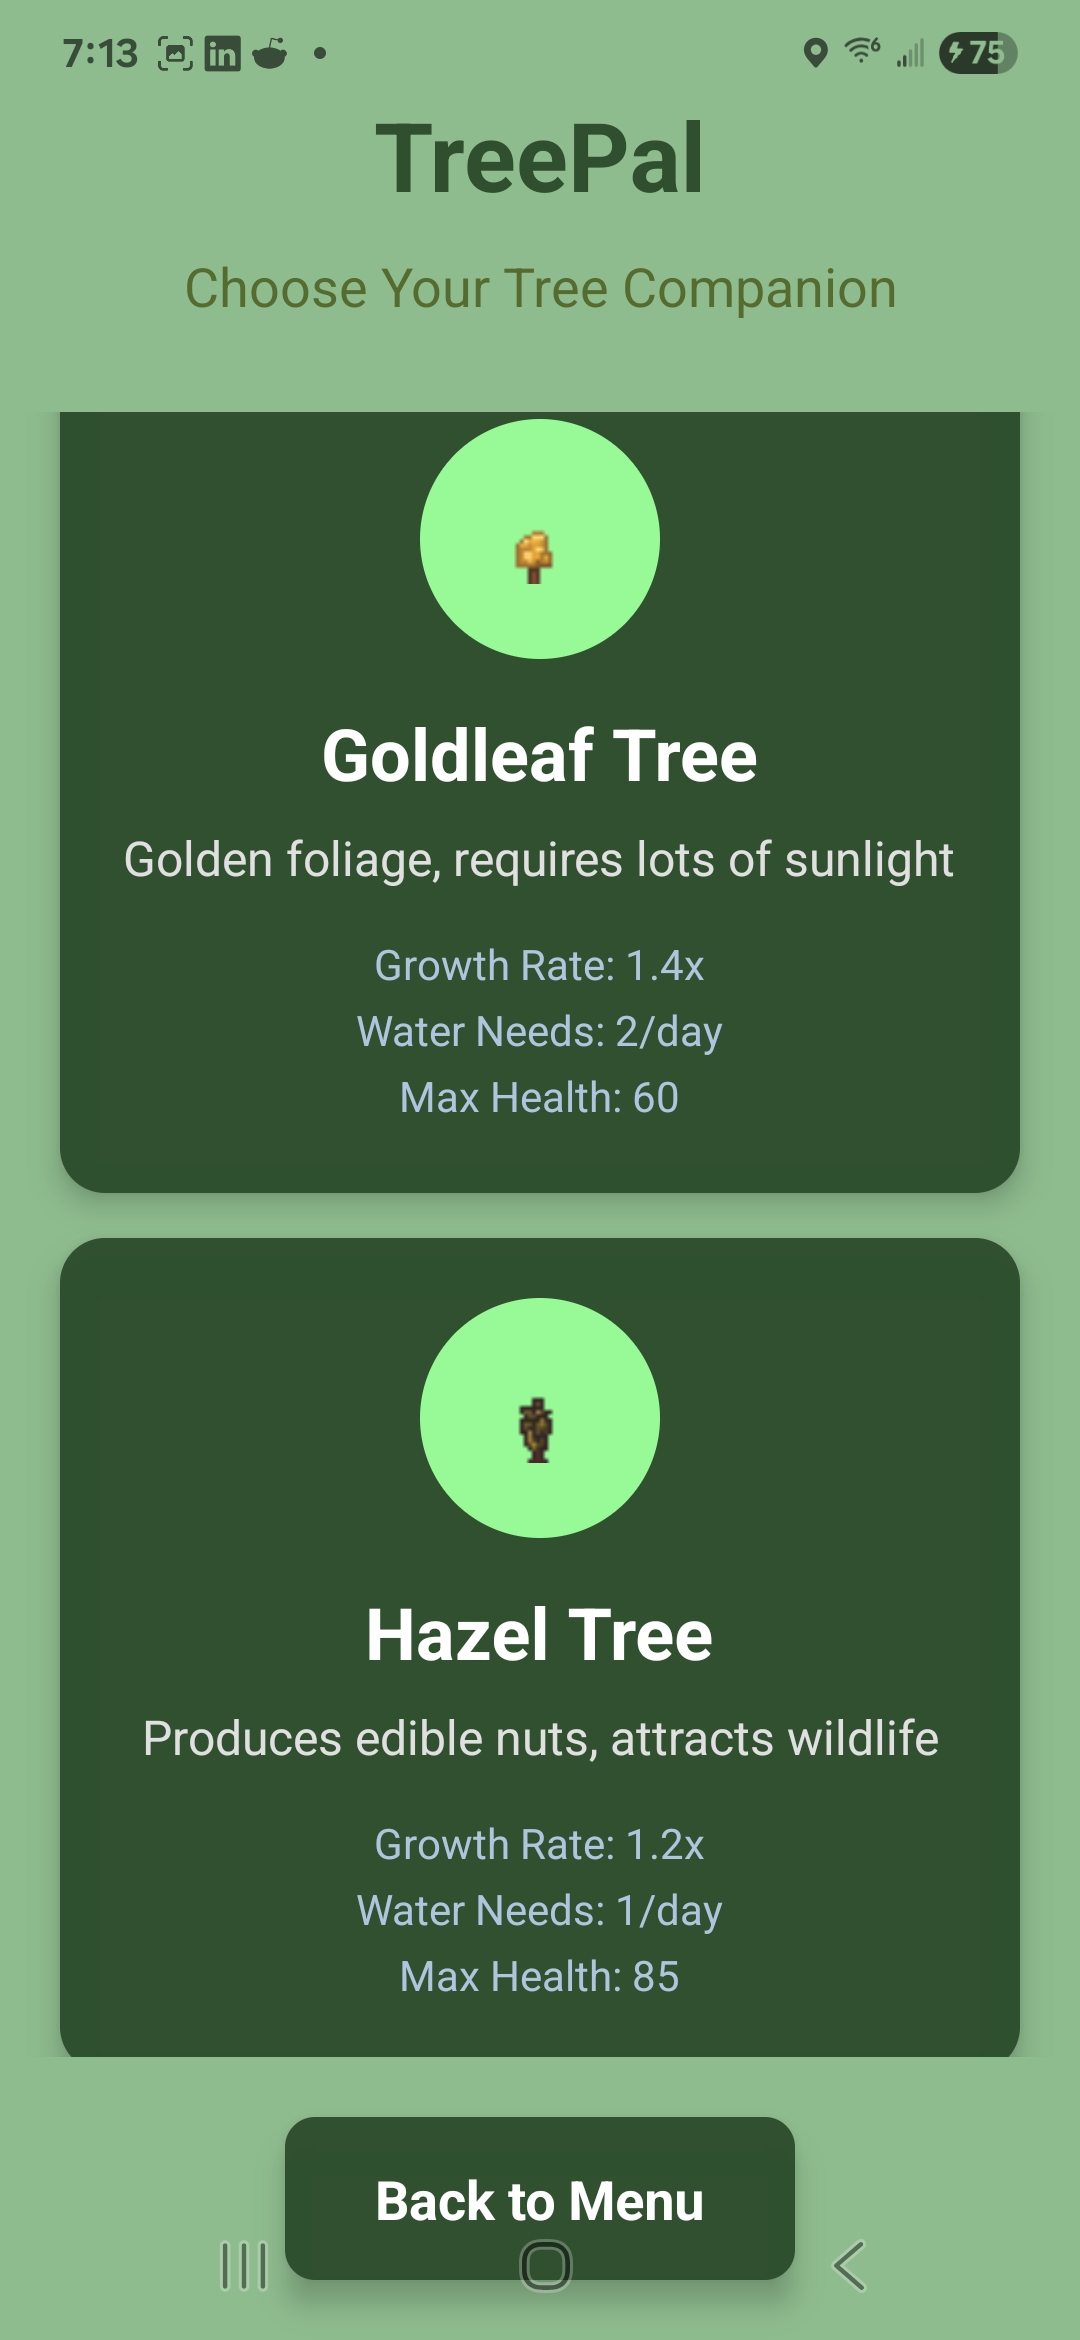 7:13
75
TreePal
Choose Your Tree Companion
Goldleaf Tree
Golden foliage, requires lots of sunlight
Growth Rate: 1.4x
Water Needs: 2/day
Max Health: 60
Hazel Tree
Produces edible nuts, attracts wildlife
Growth Rate: 1.2x
Water Needs: 1/day
Max Health: 85
Back to Menu